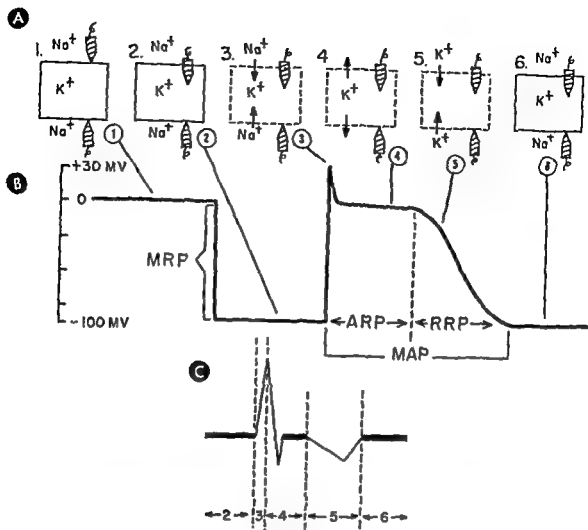 A
1. 2. 3. 4 5. 6.
Na+ Na+ Na+ K+ Na+
K+ K+ K+ K+ K+
Na+ Na+ Na+ K+ Na+
1 2 3 4 5 6
B
+30 MV
0
MRP
-100 MV
ARP RRP
MAP
C
2 3 4 5 6